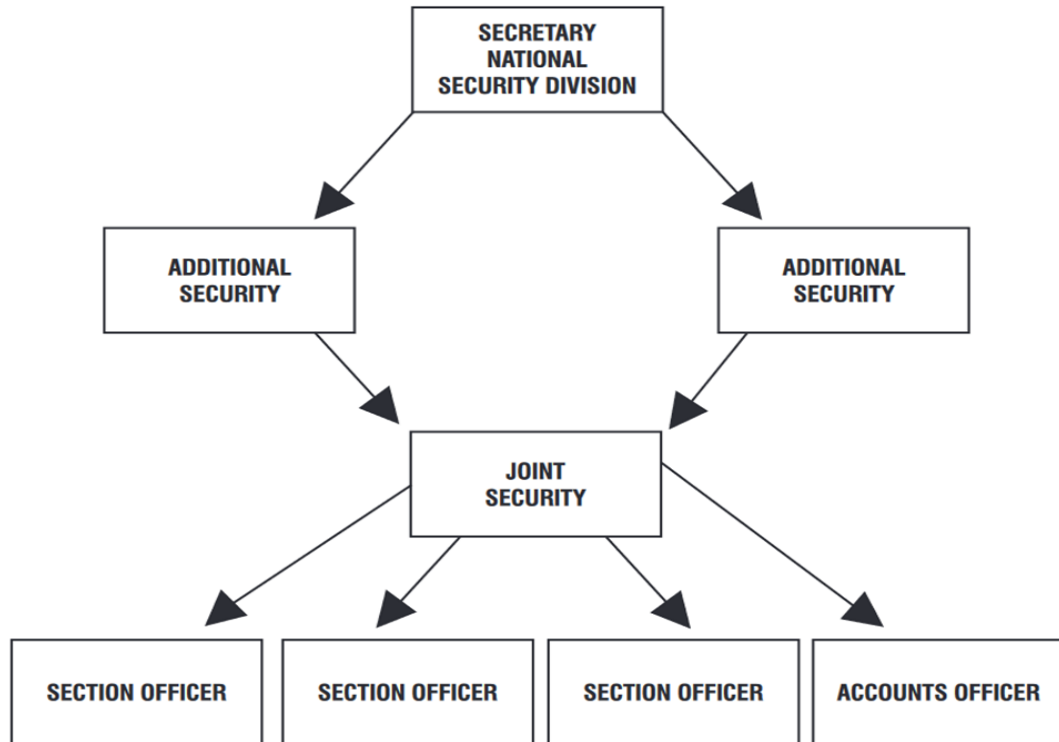 SECRETARY
NATIONAL
SECURITY DIVISION
ADDITIONAL
SECURITY
ADDITIONAL
SECURITY
JOINT
SECURITY
SECTION OFFICER
SECTION OFFICER
SECTION OFFICER
ACCOUNTS OFFICER